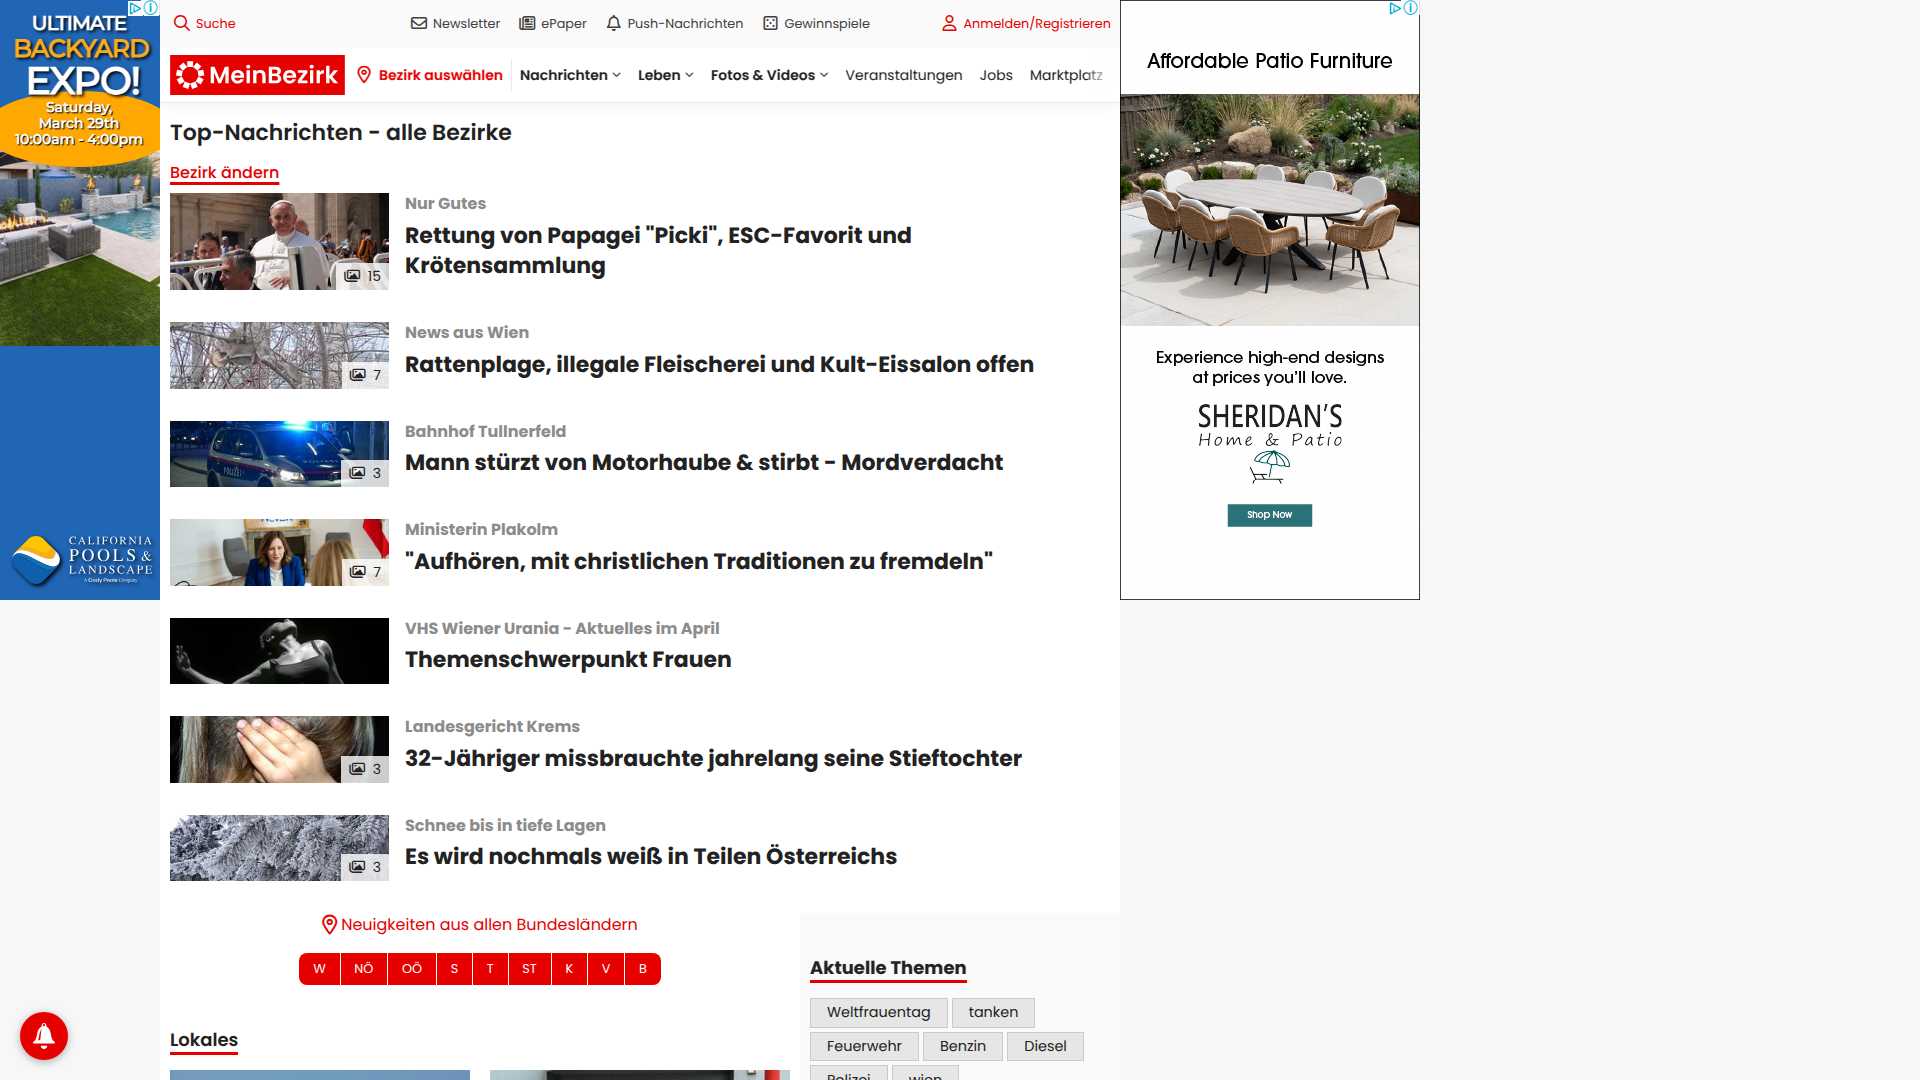 ULTIMATE
BACKYARD
EXPO!
Saturday,
March 29th
10:00am - 4:00pm
CALIFORNIA
POOLS &
LANDSCAPE
Suche
Newsletter
ePaper
Push-Nachrichten
Gewinnspiele
Anmelden/Registrieren
MeinBezirk
Bezirk auswählen
Nachrichten
Leben
Fotos & Videos
Veranstaltungen
Jobs
Marktplatz
Top-Nachrichten - alle Bezirke
Bezirk ändern
15
Nur Gutes
Rettung von Papagei "Picki", ESC-Favorit und
Krötensammlung
7
News aus Wien
Rattenplage, illegale Fleischerei und Kult-Eissalon offen
3
Bahnhof Tullnerfeld
Mann stürzt von Motorhaube & stirbt - Mordverdacht
7
Ministerin Plakolm
"Aufhören, mit christlichen Traditionen zu fremdeln"
VHS Wiener Urania - Aktuelles im April
Themenschwerpunkt Frauen
3
Landesgericht Krems
32-Jähriger missbrauchte jahrelang seine Stieftochter
3
Schnee bis in tiefe Lagen
Es wird nochmals weiß in Teilen Österreichs
Neuigkeiten aus allen Bundesländern
W NÖ OÖ S T ST K V B
Lokales
Aktuelle Themen
Weltfrauentag
tanken
Feuerwehr
Benzin
Diesel
Polizei
wien
Affordable Patio Furniture
Experience high-end designs
at prices you'll love.
SHERIDAN'S
Home & Patio
Shop Now